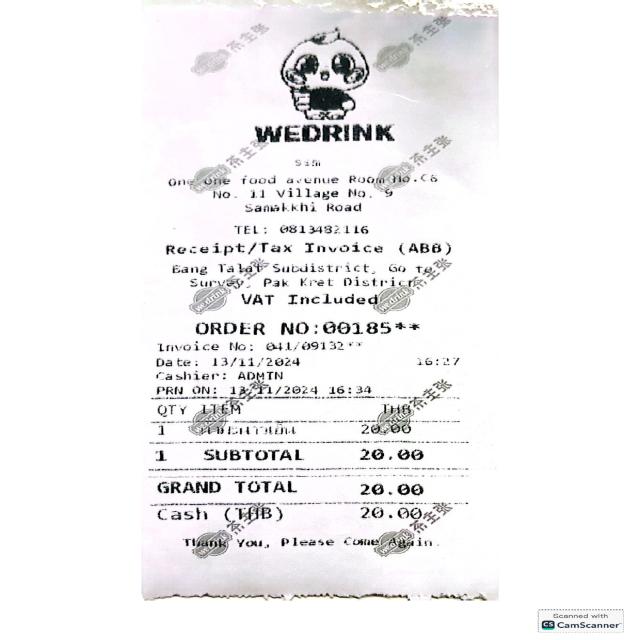 WEDRINK
One One food avenue Room No.C6
No. 11 Village No. 9
Samakkhi Road
TEL: 0813482116
Receipt/Tax Invoice (ABB)
Bang Talat Subdistrict, Go to
Survey, Pak Kret District
VAT Included
ORDER NO:00185**
Invoice No: 041/09132**
Date: 13/11/2024 16:27
Cashier: ADMIN
PRN ON: 13/11/2024 16:34
QTY ITEM THB
1 20.00
1 SUBTOTAL 20.00
GRAND TOTAL 20.00
Cash (THB) 20.00
Thank You, Please Come Again.
Scanned with
CS CamScanner